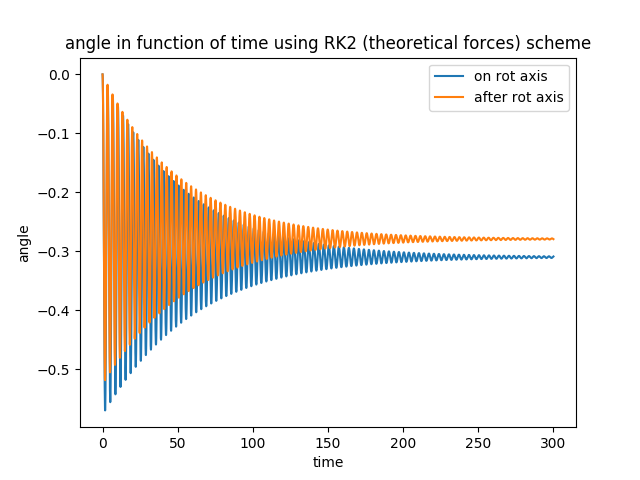 angle in function of time using RK2 (theoretical forces) scheme
on rot axis
after rot axis
0.0
−0.1
−0.2
−0.3
−0.4
−0.5
angle
0
50
100
150
200
250
300
time